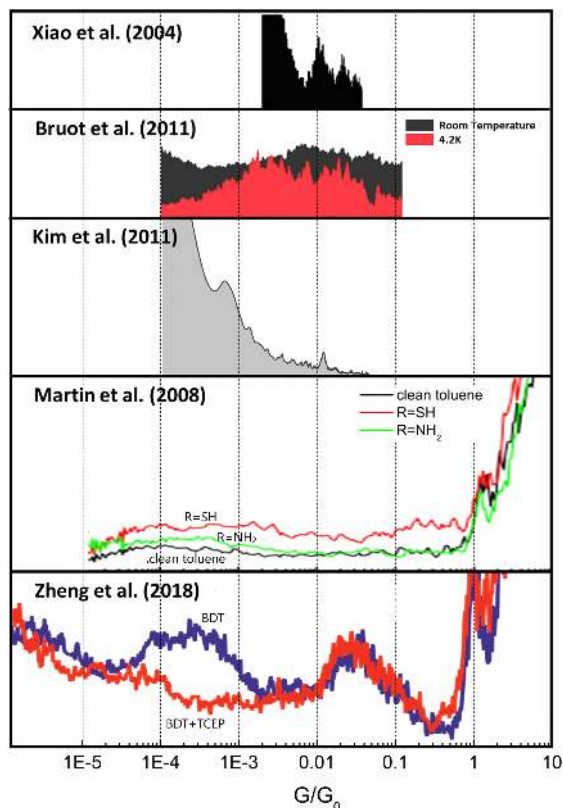 Xiao et al. (2004)
Bruot et al. (2011)
Room Temperature
4.2K
Kim et al. (2011)
Martin et al. (2008)
clean toluene
R=SH
R=NH₂
R=SH
R=NH₂
clean toluene
Zheng et al. (2018)
BDT
BDT+TCEP
1E-5 1E-4 1E-3 0.01 0.1 1 10
G/G₀